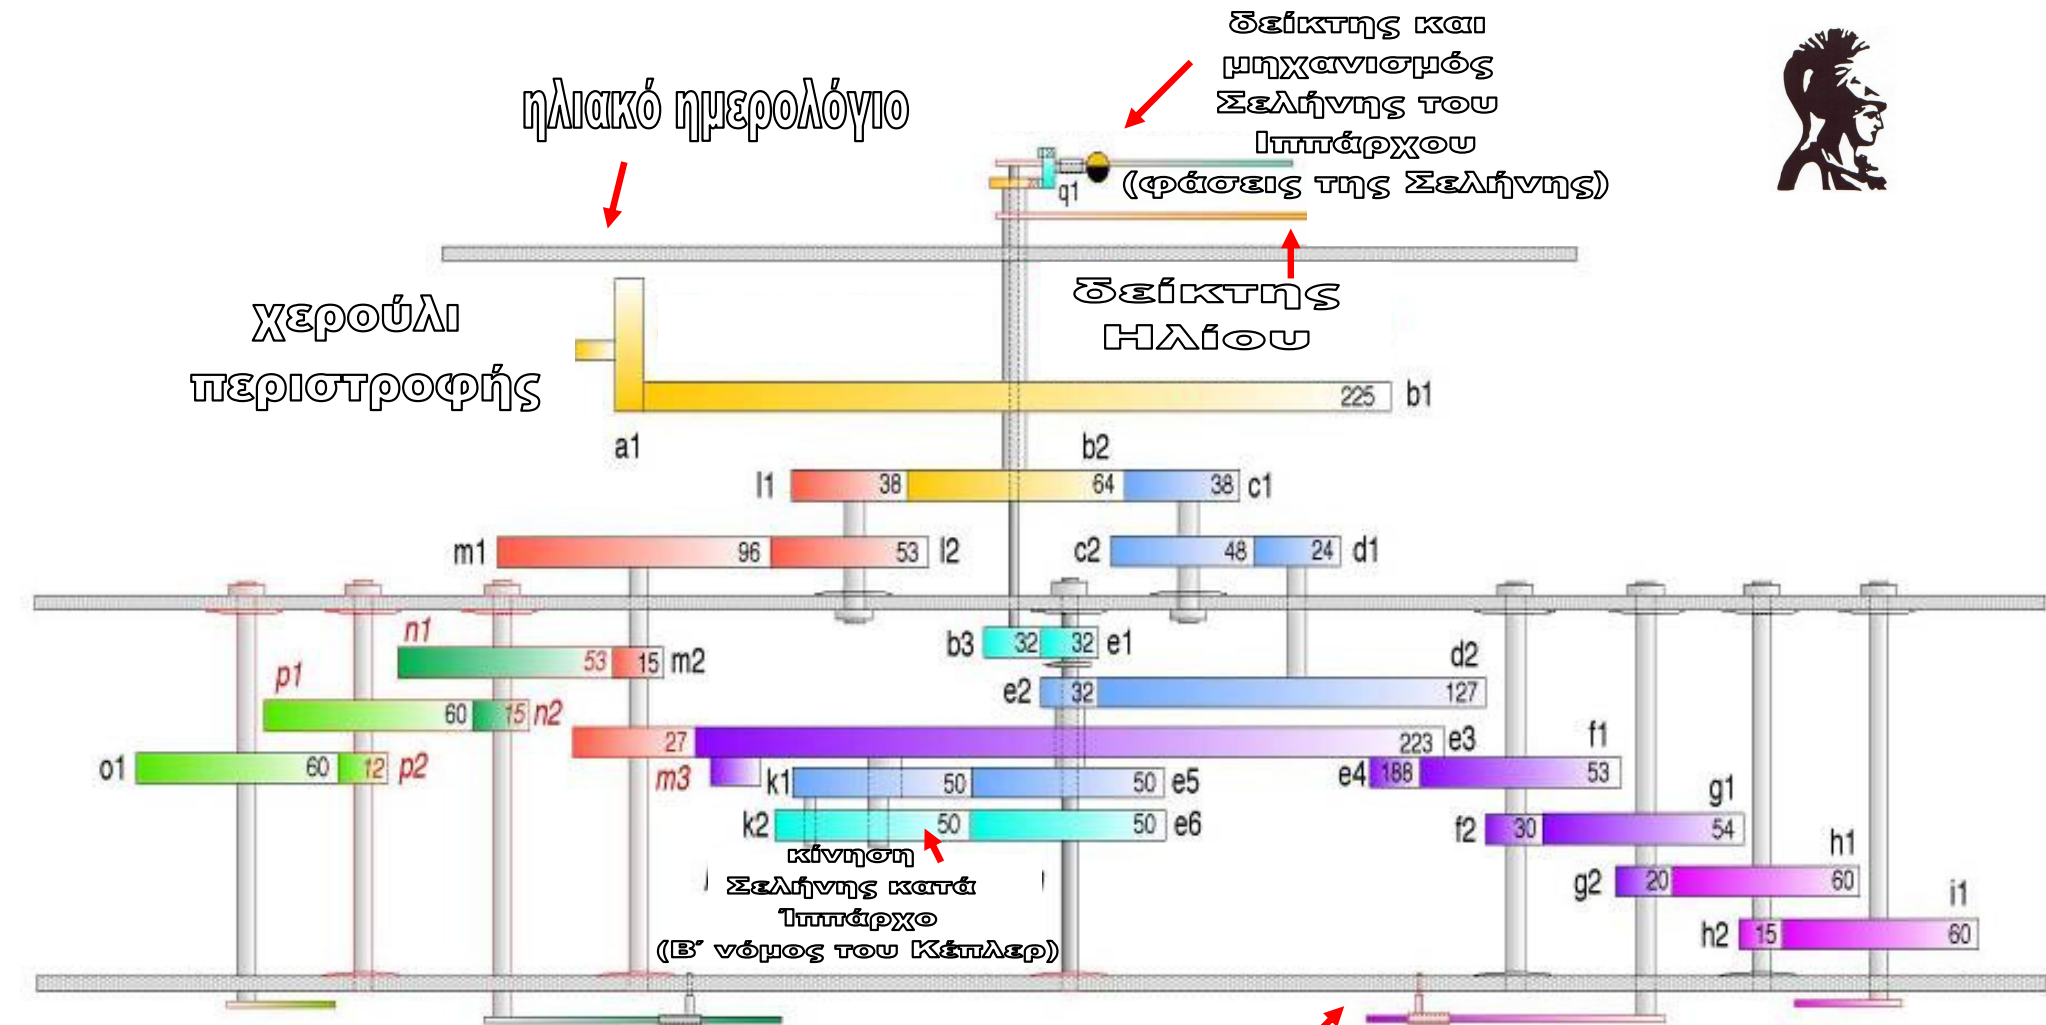 δείκτης και
μηχανισμός
Σελήνης του
Ιππάρχου
(φάσεις της Σελήνης)
ηλιακό ημερολόγιο
q1
δείκτης
Ηλίου
χερούλι
περιστροφής
225 b1
a1
b2
l1 38 64 38 c1
m1 96 53 l2
c2 48 24 d1
n1
53 15 m2
b3 32 32 e1
d2
p1
60 15 n2
e2 32 127
f1
o1 60 12 p2
27 223 e3
m3
k1 50 50 e5
e4 188 53
g1
k2 50 50 e6
f2 30 54
h1
κίνηση
Σελήνης κατά
Ίππάρχο
(Β΄ νόμος του Κέπλερ)
g2 20 60
i1
h2 15 60